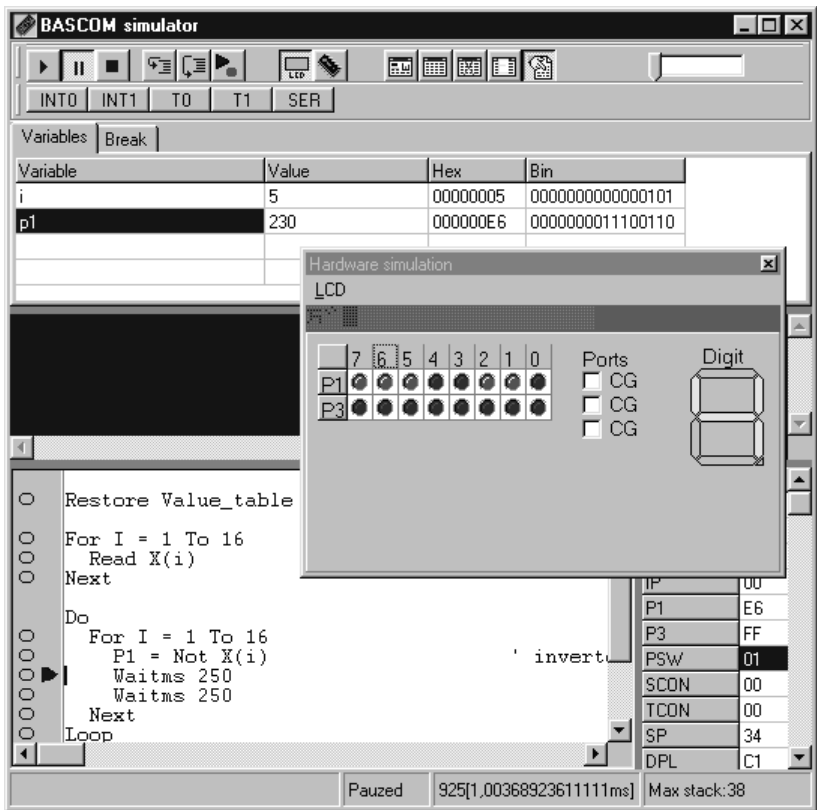 BASCOM simulator
LCD
INT0 INT1 T0 T1 SER
Variables Break
Variable Value Hex Bin
i 5 00000005 0000000000000101
p1 230 000000E6 0000000011100110
Hardware simulation
LCD
7 6 5 4 3 2 1 0 Ports Digit
P1 CG
P3 CG
CG
Restore Value_table
For I = 1 To 16
Read X(i)
Next
Do
For I = 1 To 16
P1 = Not X(i) ' invert
Waitms 250
Waitms 250
Next
Loop
IP 00
P1 E6
P3 FF
PSW 01
SCON 00
TCON 00
SP 34
DPL C1
Pauzed 925[1,00368923611111ms] Max stack:38